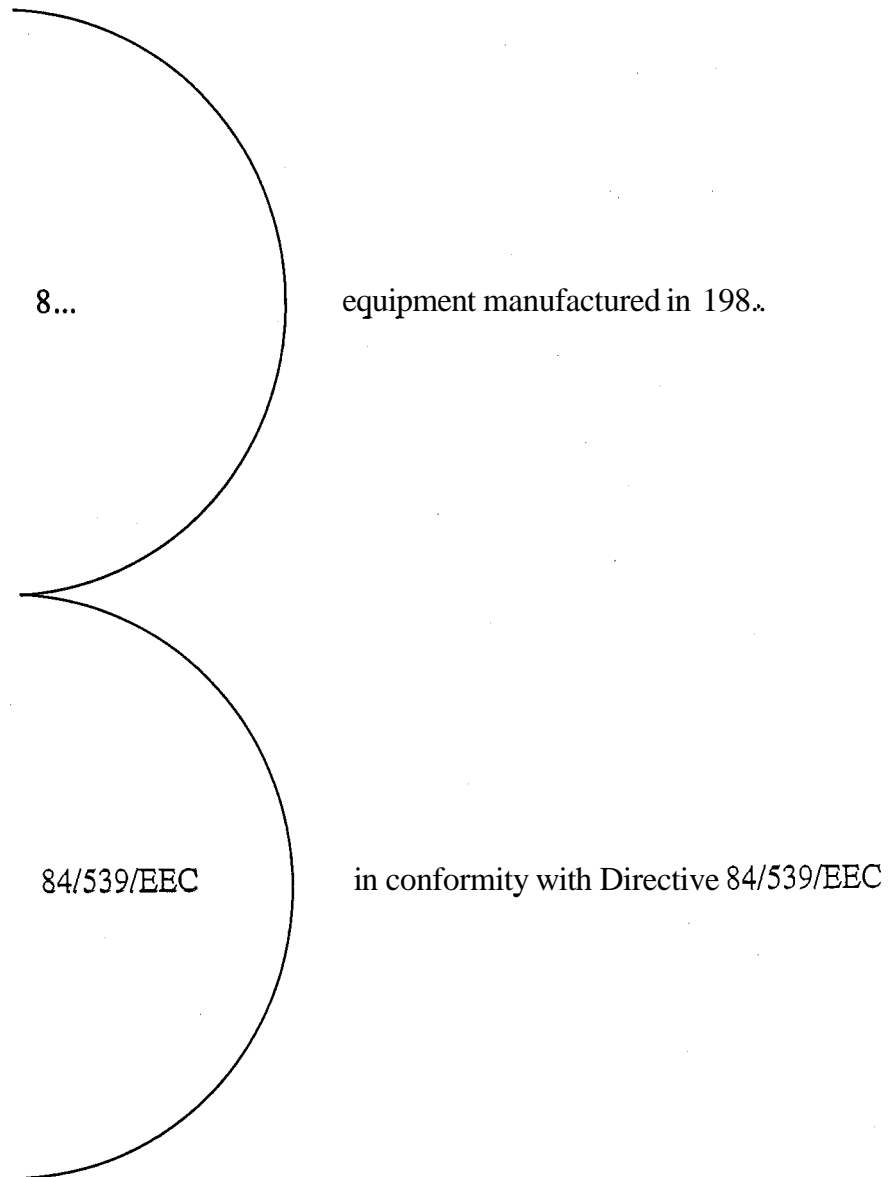 8... equipment manufactured in 198..
84/539/EEC in conformity with Directive 84/539/EEC